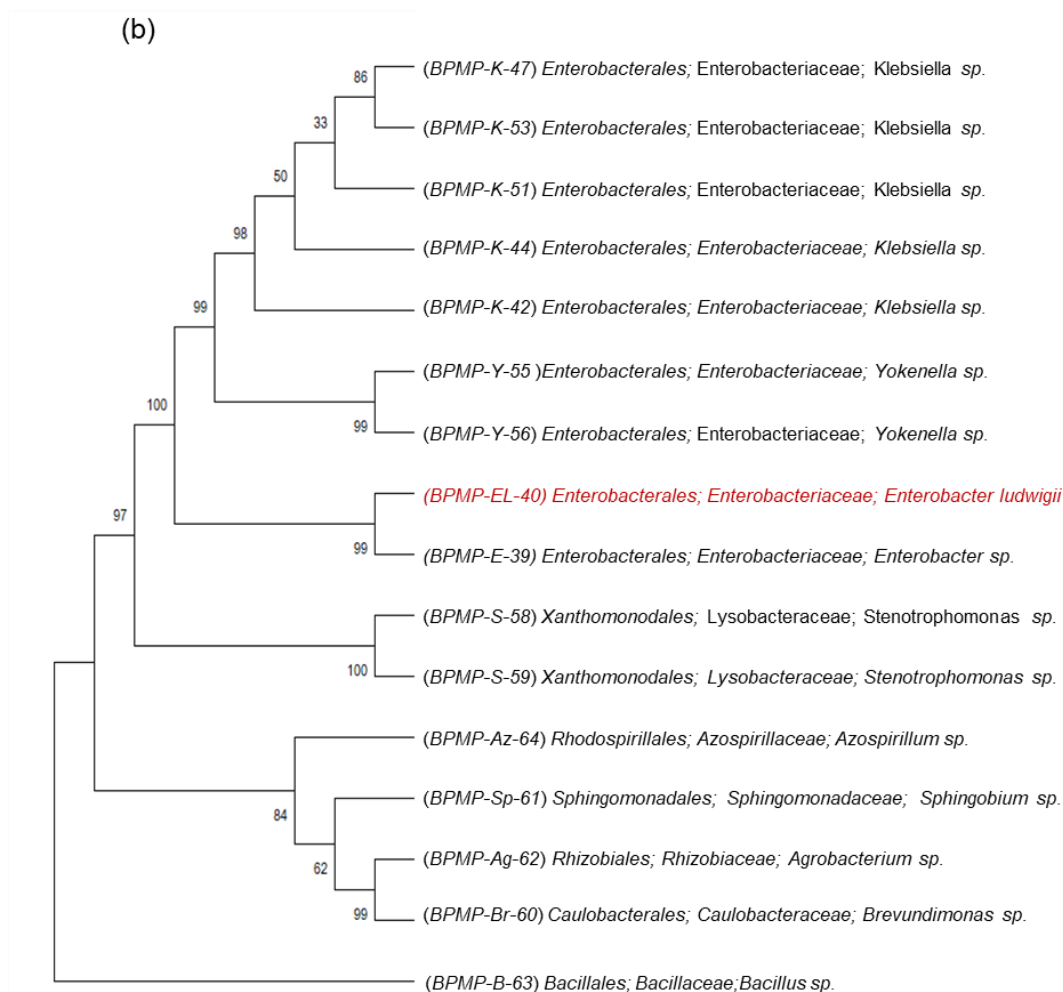 (b)
86
(BPMP-K-47) Enterobacterales; Enterobacteriaceae; Klebsiella sp.
33
(BPMP-K-53) Enterobacterales; Enterobacteriaceae; Klebsiella sp.
50
(BPMP-K-51) Enterobacterales; Enterobacteriaceae; Klebsiella sp.
98
(BPMP-K-44) Enterobacterales; Enterobacteriaceae; Klebsiella sp.
99
(BPMP-K-42) Enterobacterales; Enterobacteriaceae; Klebsiella sp.
(BPMP-Y-55 )Enterobacterales; Enterobacteriaceae; Yokenella sp.
100
99
(BPMP-Y-56) Enterobacterales; Enterobacteriaceae; Yokenella sp.
(BPMP-EL-40) Enterobacterales; Enterobacteriaceae; Enterobacter ludwigii
97
99
(BPMP-E-39) Enterobacterales; Enterobacteriaceae; Enterobacter sp.
(BPMP-S-58) Xanthomonodales; Lysobacteraceae; Stenotrophomonas sp.
100
(BPMP-S-59) Xanthomonodales; Lysobacteraceae; Stenotrophomonas sp.
(BPMP-Az-64) Rhodospirillales; Azospirillaceae; Azospirillum sp.
84
(BPMP-Sp-61) Sphingomonadales; Sphingomonadaceae; Sphingobium sp.
62
(BPMP-Ag-62) Rhizobiales; Rhizobiaceae; Agrobacterium sp.
99
(BPMP-Br-60) Caulobacterales; Caulobacteraceae; Brevundimonas sp.
(BPMP-B-63) Bacillales; Bacillaceae;Bacillus sp.